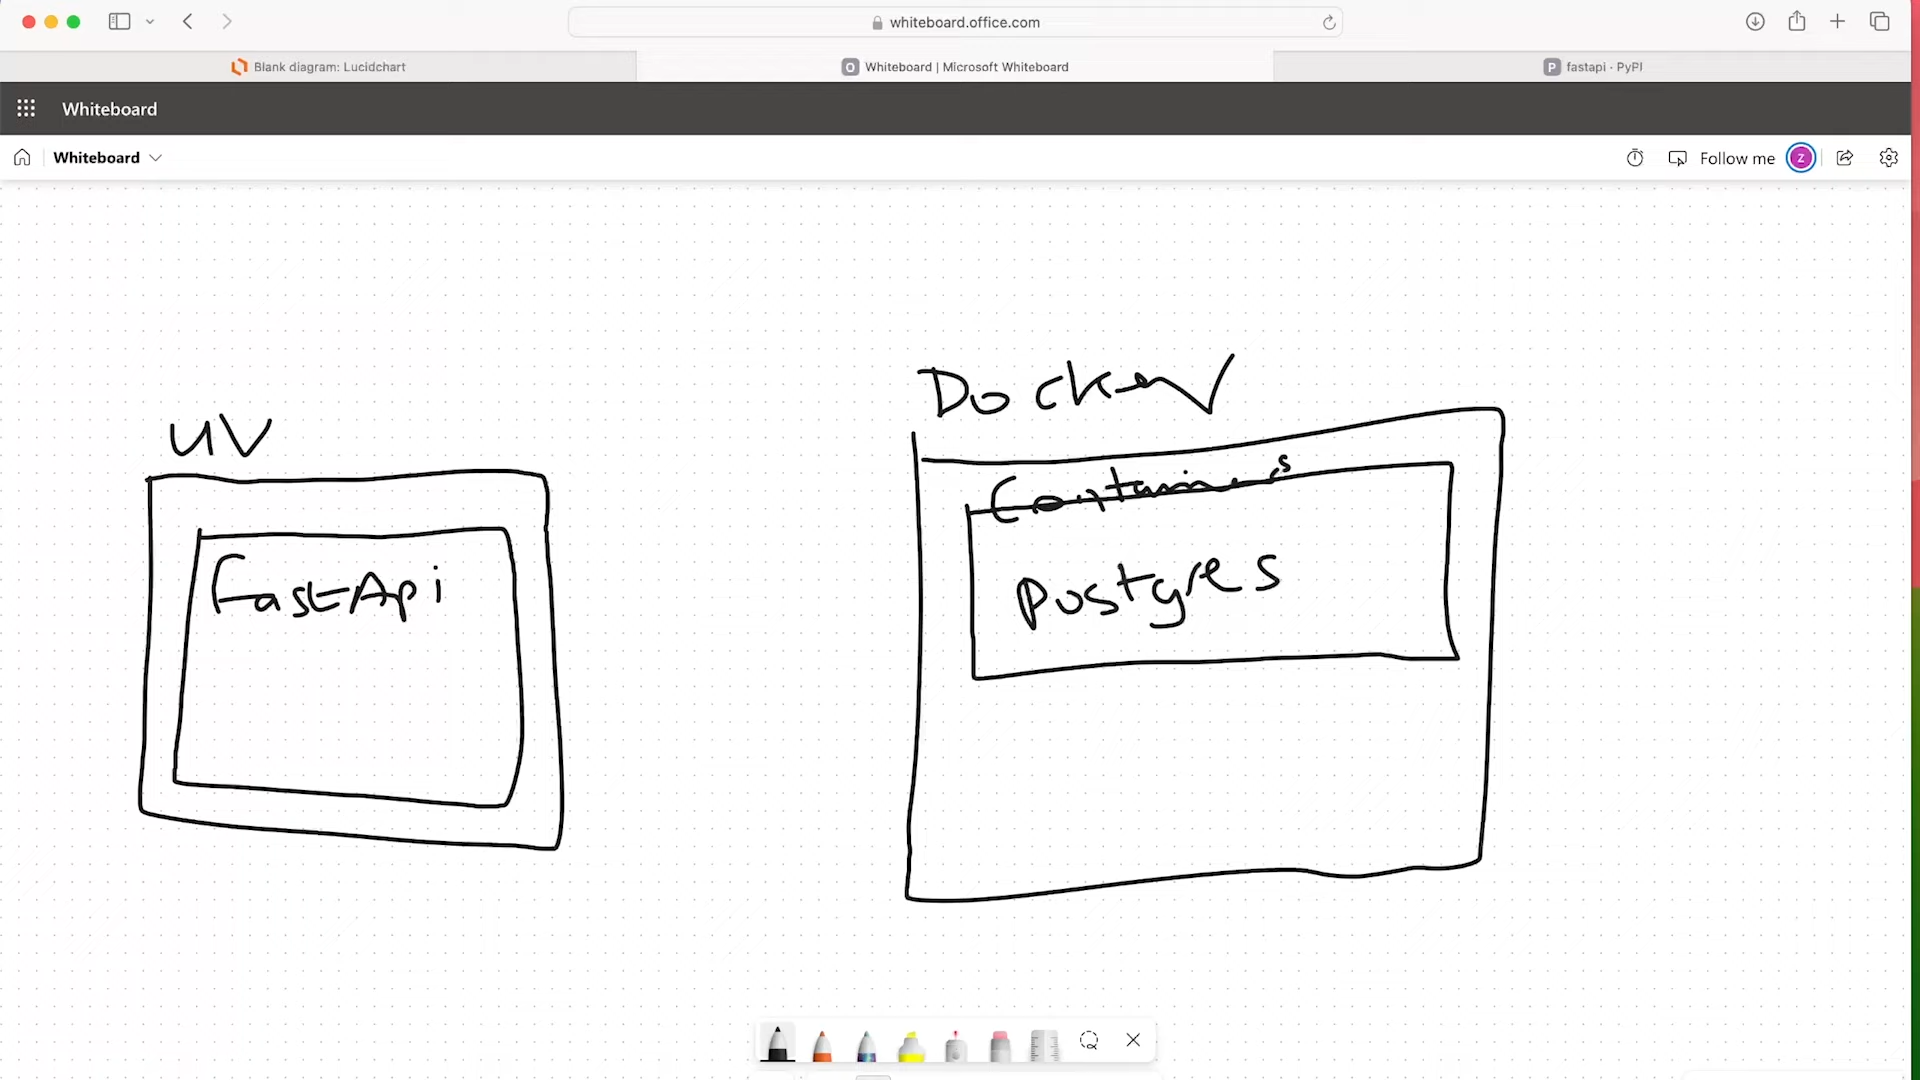 whiteboard.office.com
Blank diagram: Lucidchart
Whiteboard | Microsoft Whiteboard
fastapi · PyPI
Whiteboard
Whiteboard
Follow me
Z
UV
FastApi
Docker
Containers
Postgres